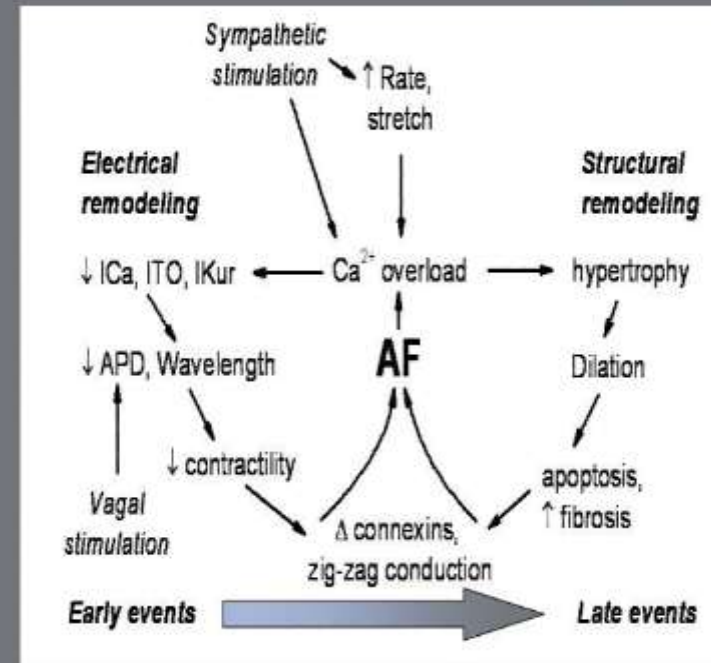 Sympathetic
stimulation
↑ Rate,
stretch
Electrical
remodeling
Structural
remodeling
↓ ICa, ITO, IKur
Ca²⁺ overload
hypertrophy
↓ APD, Wavelength
AF
Dilation
↓ contractility
apoptosis,
↑ fibrosis
Vagal
stimulation
Δ connexins,
zig-zag conduction
Early events
Late events